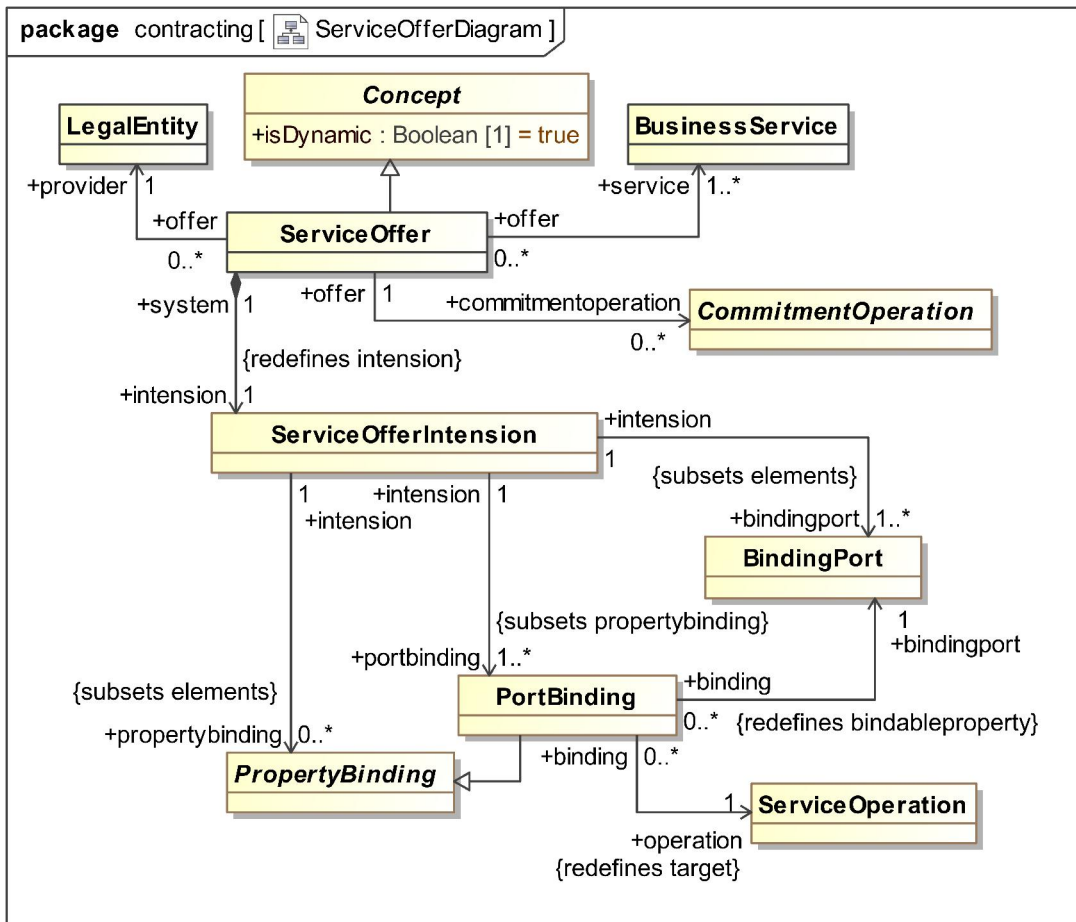 package contracting [ ServiceOfferDiagram ]
Concept
+isDynamic : Boolean [1] = true
LegalEntity
BusinessService
+provider 1
+service 1..*
+offer
0..*
ServiceOffer
+offer
0..*
+system 1
+offer 1
+commitmentoperation
0..*
CommitmentOperation
{redefines intension}
+intension 1
ServiceOfferIntension
+intension
1
1
+intension
+intension 1
{subsets elements}
+bindingport 1..*
BindingPort
1
+bindingport
{subsets propertybinding}
+portbinding 1..*
PortBinding
+binding
0..*
{redefines bindableproperty}
{subsets elements}
+propertybinding 0..*
PropertyBinding
+binding 0..*
1
+operation
{redefines target}
ServiceOperation